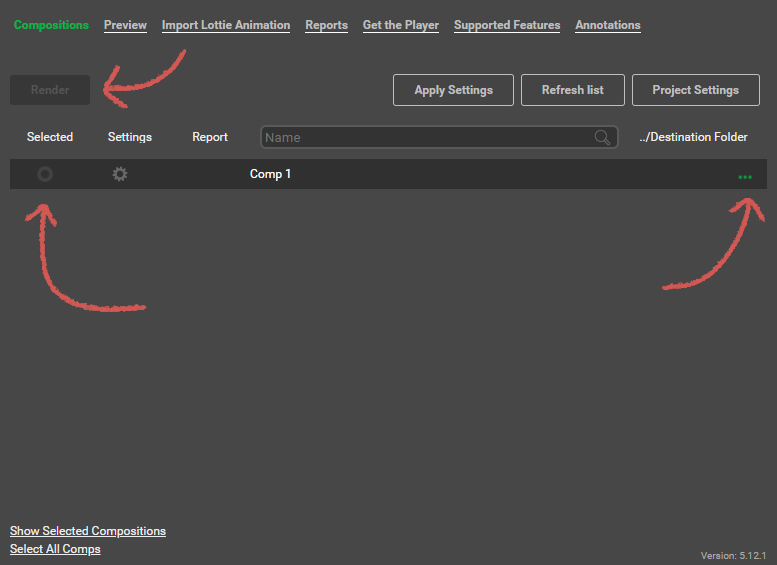 Compositions Preview Import Lottie Animation Reports Get the Player Supported Features Annotations
Render Apply Settings Refresh list Project Settings
Selected Settings Report Name ../Destination Folder
Comp 1 ...
Show Selected Compositions
Select All Comps
Version: 5.12.1